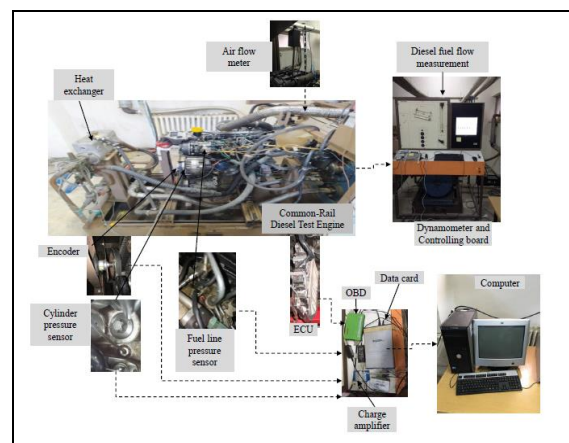 Air flow
meter
Diesel fuel flow
measurement
Heat
exchanger
Common-Rail
Diesel Test Engine
Dynamometer and
Controlling board
Encoder
Cylinder
pressure
sensor
Fuel line
pressure
sensor
ECU
OBD
Data card
Computer
Charge
amplifier